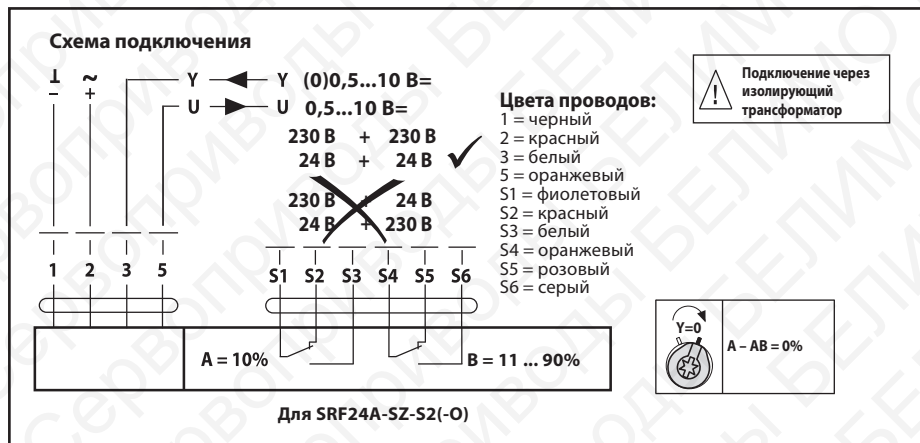 Схема подключения
⊥ ~
− +
Y Y (0)0,5...10 В=
U U 0,5...10 В=
230 В + 230 В
24 В + 24 В
230 В + 24 В
24 В + 230 В
1 2 3 5 S1 S2 S3 S4 S5 S6
A = 10% B = 11 ... 90%
Для SRF24A-SZ-S2(-O)
Цвета проводов:
1 = черный
2 = красный
3 = белый
5 = оранжевый
S1 = фиолетовый
S2 = красный
S3 = белый
S4 = оранжевый
S5 = розовый
S6 = серый
!
Подключение через
изолирующий
трансформатор
Y=0
A – AB = 0%
Сервоприводы БЕЛИМО